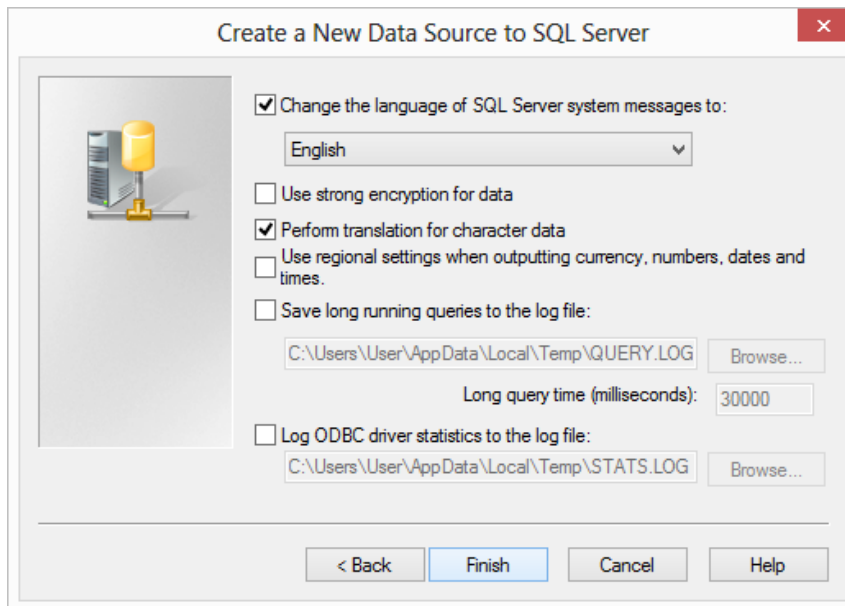 Create a New Data Source to SQL Server
Change the language of SQL Server system messages to:
English
Use strong encryption for data
Perform translation for character data
Use regional settings when outputting currency, numbers, dates and
times.
Save long running queries to the log file:
C:\Users\User\AppData\Local\Temp\QUERY.LOG Browse...
Long query time (milliseconds): 30000
Log ODBC driver statistics to the log file:
C:\Users\User\AppData\Local\Temp\STATS.LOG Browse...
< Back Finish Cancel Help